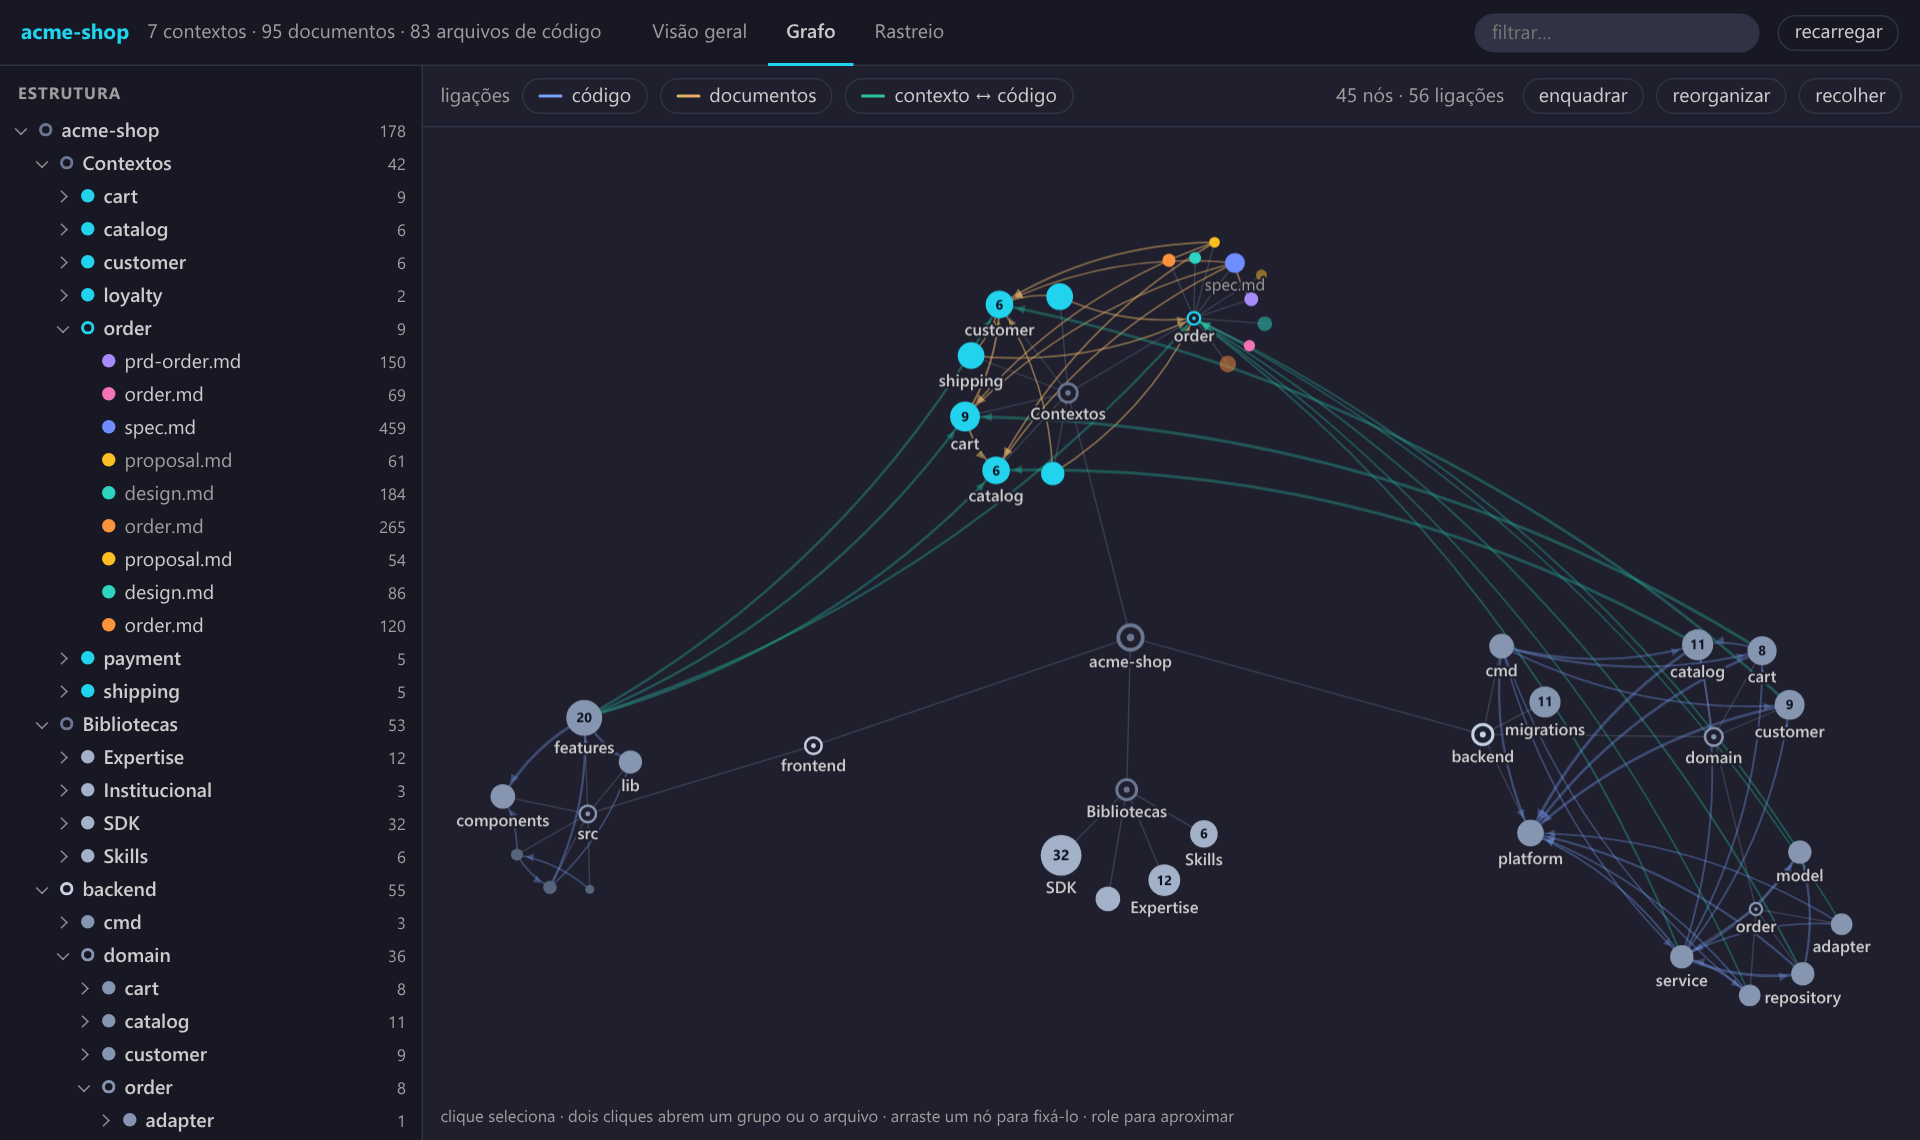 acme-shop
7 contextos · 95 documentos · 83 arquivos de código
Visão geral
Grafo
Rastreio
filtrar...
recarregar
ESTRUTURA
acme-shop 178
Contextos 42
cart 9
catalog 6
customer 6
loyalty 2
order 9
prd-order.md 150
order.md 69
spec.md 459
proposal.md 61
design.md 184
order.md 265
proposal.md 54
design.md 86
order.md 120
payment 5
shipping 5
Bibliotecas 53
Expertise 12
Institucional 3
SDK 32
Skills 6
backend 55
cmd 3
domain 36
cart 8
catalog 11
customer 9
order 8
adapter 1
ligações
código
documentos
contexto ↔ código
45 nós · 56 ligações
enquadrar
reorganizar
recolher
spec.md
6
customer
order
shipping
Contextos
9
cart
6
catalog
acme-shop
cmd
11
catalog
8
cart
11
migrations
9
customer
backend
domain
20
features
frontend
lib
components
src
Bibliotecas
6
Skills
32
SDK
12
Expertise
platform
model
order
adapter
service
repository
clique seleciona · dois cliques abrem um grupo ou o arquivo · arraste um nó para fixá-lo · role para aproximar